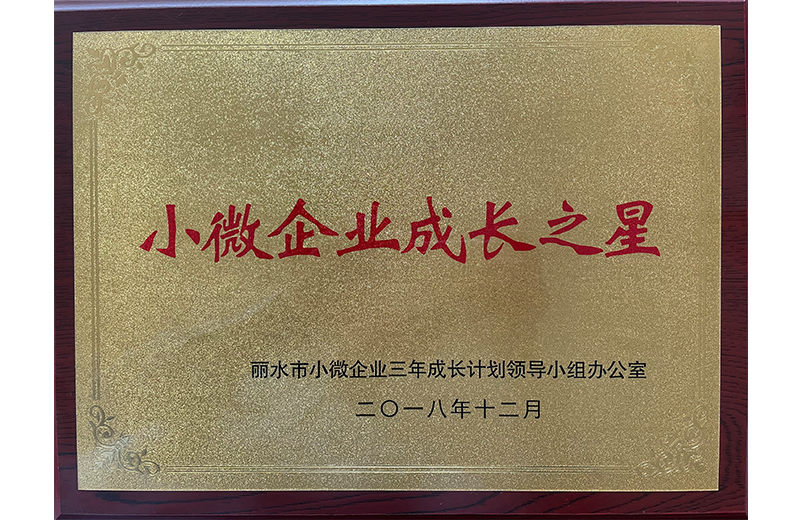 小微企业成长之星
丽水市小微企业三年成长计划领导小组办公室
二〇一八年十二月